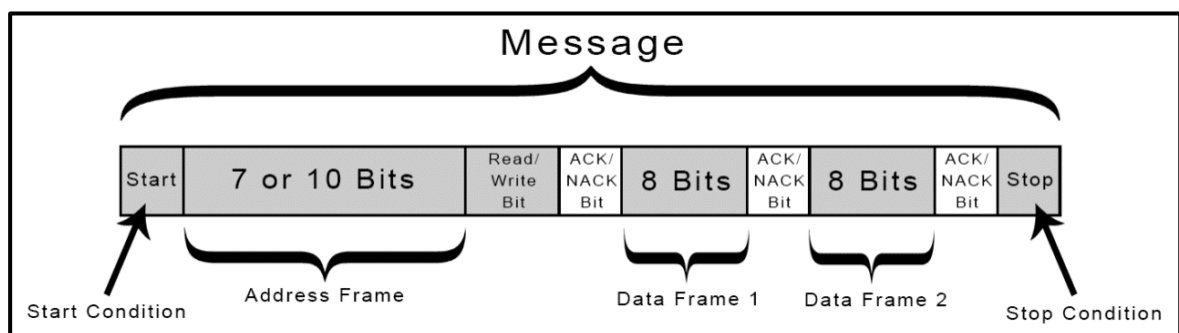 Message
Start
7 or 10 Bits
Read/
Write
Bit
ACK/
NACK
Bit
8 Bits
ACK/
NACK
Bit
8 Bits
ACK/
NACK
Bit
Stop
Start Condition
Address Frame
Data Frame 1
Data Frame 2
Stop Condition